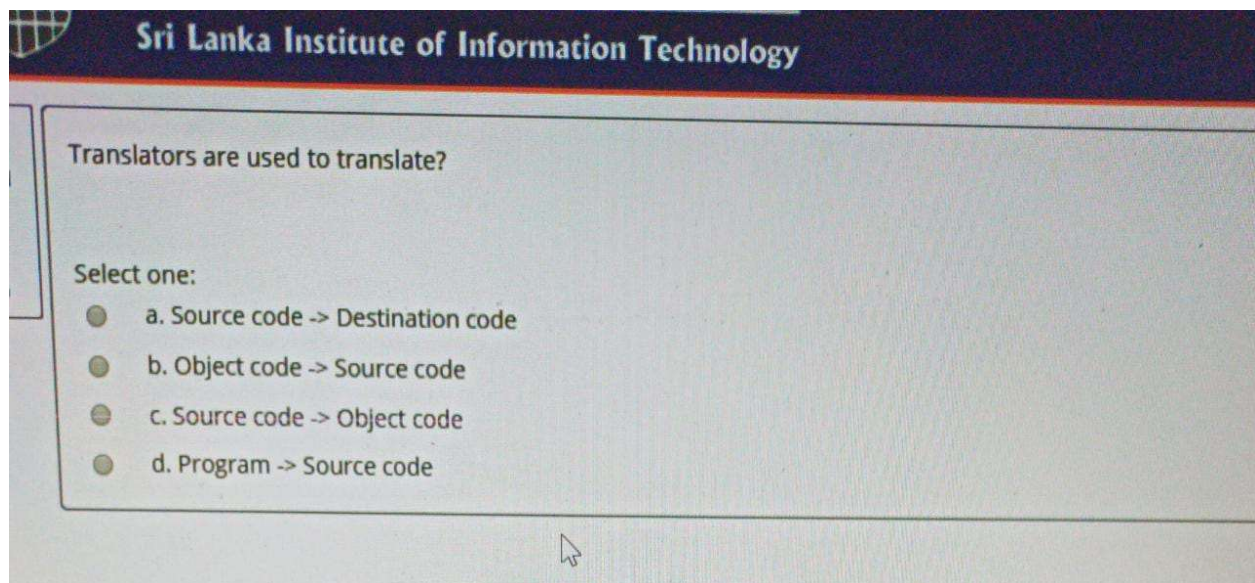 Sri Lanka Institute of Information Technology
Translators are used to translate?
Select one:
a. Source code -> Destination code
b. Object code -> Source code
c. Source code -> Object code
d. Program -> Source code